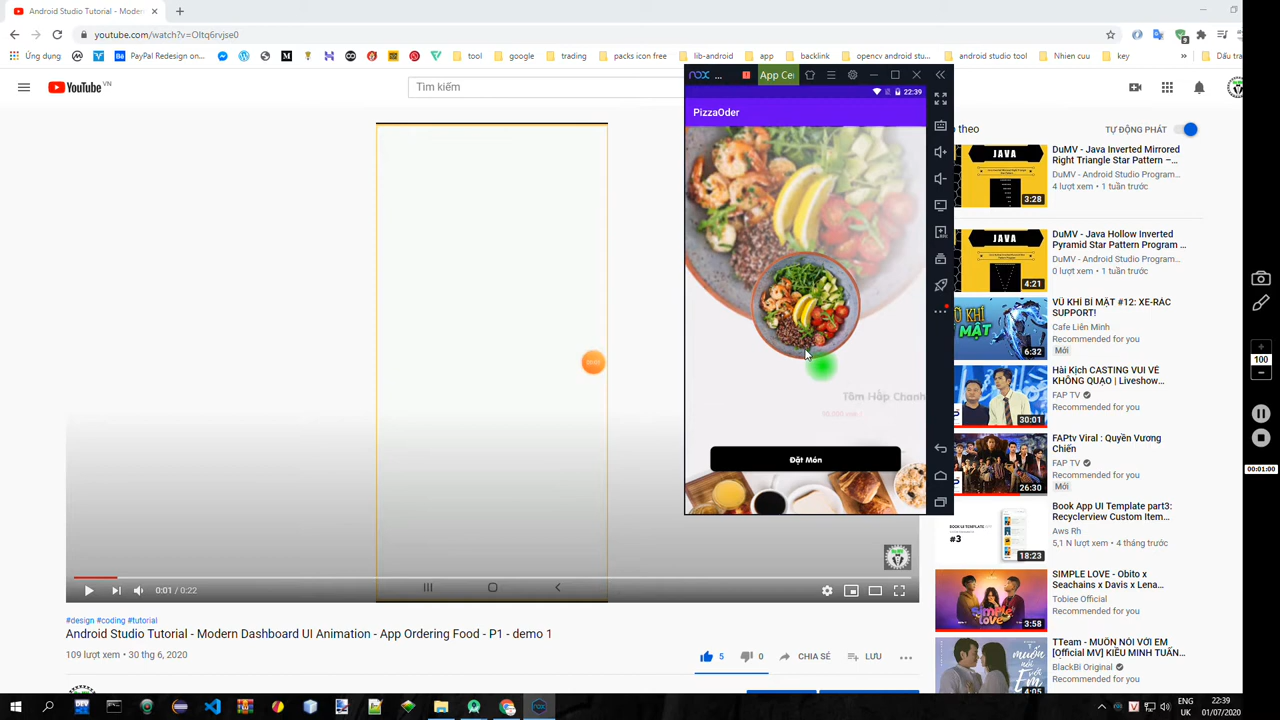 Android Studio Tutorial - Modern
youtube.com/watch?v=OItq6rvjse0
Ứng dụng
PayPal Redesign on...
tools
google
trading
packs icon free
lib-android
app
backlink
opencv android stu...
android studio tool
Nhien cuu
key
Dấu tra
YouTube VN
Tìm kiếm
nox ...
App Cei
22:39
PizzaOder
Tôm Hấp Chanh
Đặt Món
theo
TỰ ĐỘNG PHÁT
JAVA
3:28
DuMV - Java Inverted Mirrored
Right Triangle Star Pattern –...
DuMV - Android Studio Program...
4 lượt xem • 1 tuần trước
JAVA
4:21
DuMV - Java Hollow Inverted
Pyramid Star Pattern Program ...
DuMV - Android Studio Program...
0 lượt xem • 1 tuần trước
6:32
VŨ KHÍ BÍ MẬT #12: XE-RAC
SUPPORT!
Cafe Liên Minh
Recommended for you
Mới
30:01
Hài Kịch CASTING VUI VẺ
KHÔNG QUẠO | Liveshow...
FAP TV
Recommended for you
26:30
FAPtv Viral : Quyền Vương
Chiến
FAP TV
Recommended for you
Mới
BOOK UI TEMPLATE
#3
18:23
Book App UI Template part3:
Recyclerview Custom Item...
Aws Rh
5,1 N lượt xem • 4 tháng trước
SIMPLE LOVE
3:58
SIMPLE LOVE - Obito x
Seachains x Davis x Lena...
Tobiee Official
Recommended for you
4:05
TTeam - MUỐN NÓI VỚI EM
[Official MV] KIỀU MINH TUẤN...
BlackBi Original
Recommended for you
0:01 / 0:22
#design #coding #tutorial
Android Studio Tutorial - Modern Dashboard UI Animation - App Ordering Food - P1 - demo 1
109 lượt xem • 30 thg 6, 2020
5
0
CHIA SẺ
LƯU
100
00:01:00
DEV
nox
ENG
UK
22:39
01/07/2020